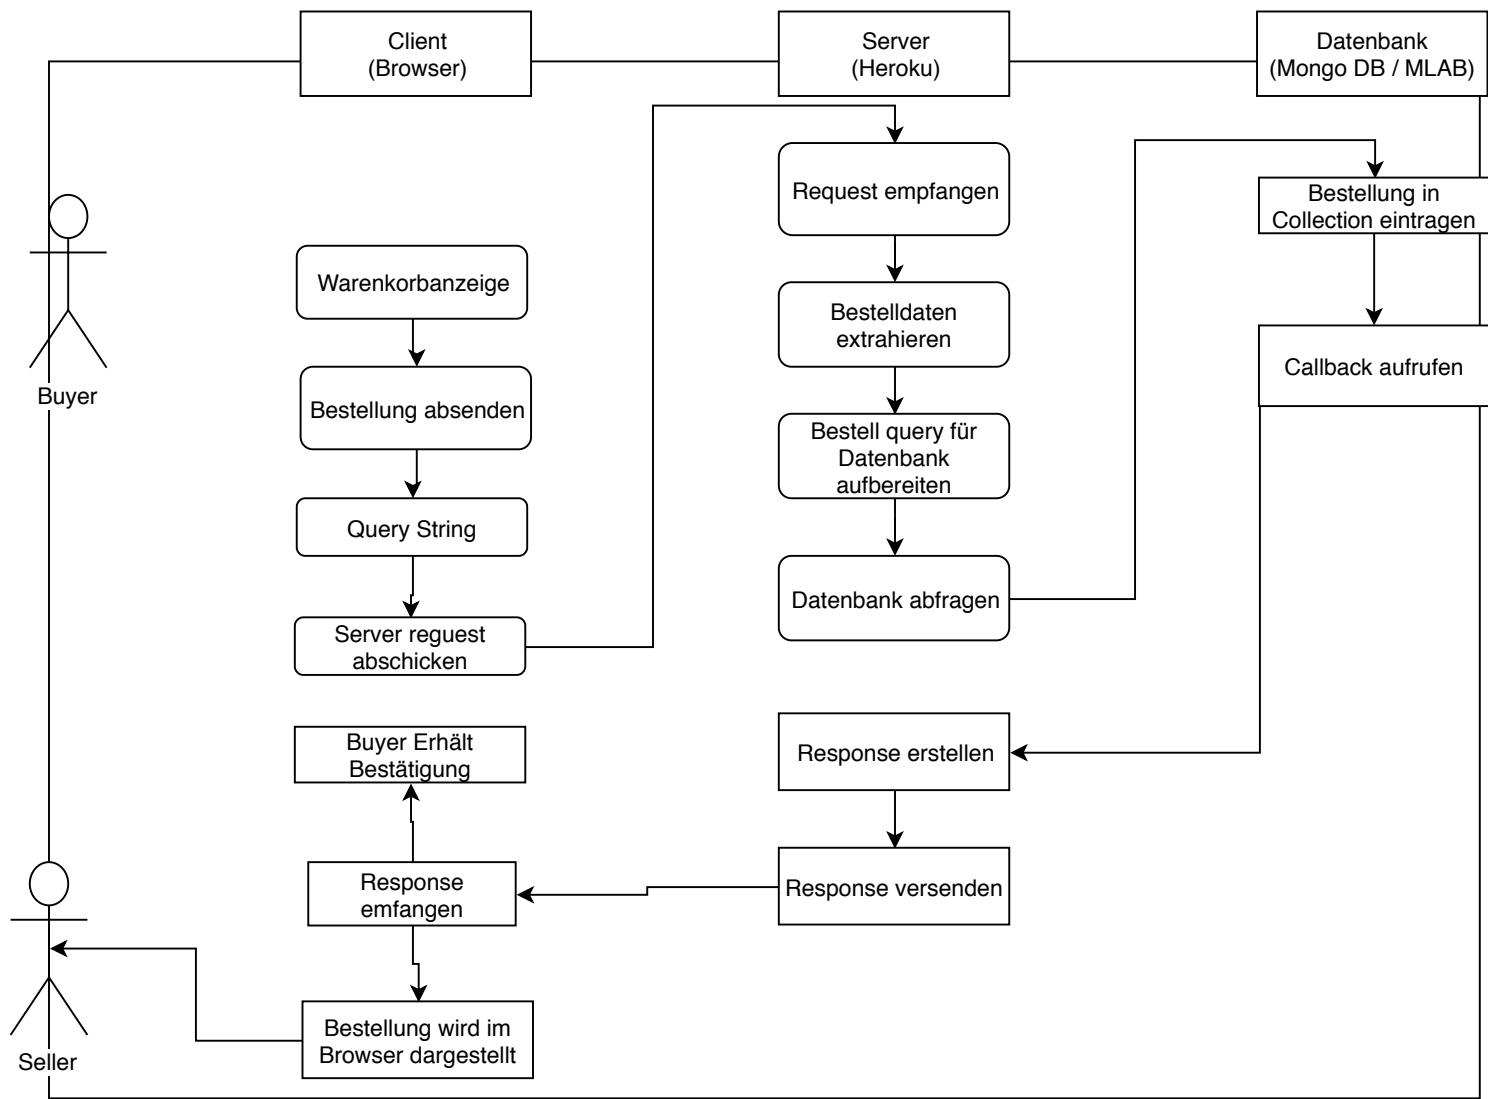 Client
(Browser)
Server
(Heroku)
Datenbank
(Mongo DB / MLAB)
Buyer
Warenkorbanzeige
Bestellung absenden
Query String
Server reguest
abschicken
Request empfangen
Bestelldaten
extrahieren
Bestell query für
Datenbank
aufbereiten
Datenbank abfragen
Bestellung in
Collection eintragen
Callback aufrufen
Response erstellen
Response versenden
Buyer Erhält
Bestätigung
Response
emfangen
Bestellung wird im
Browser dargestellt
Seller